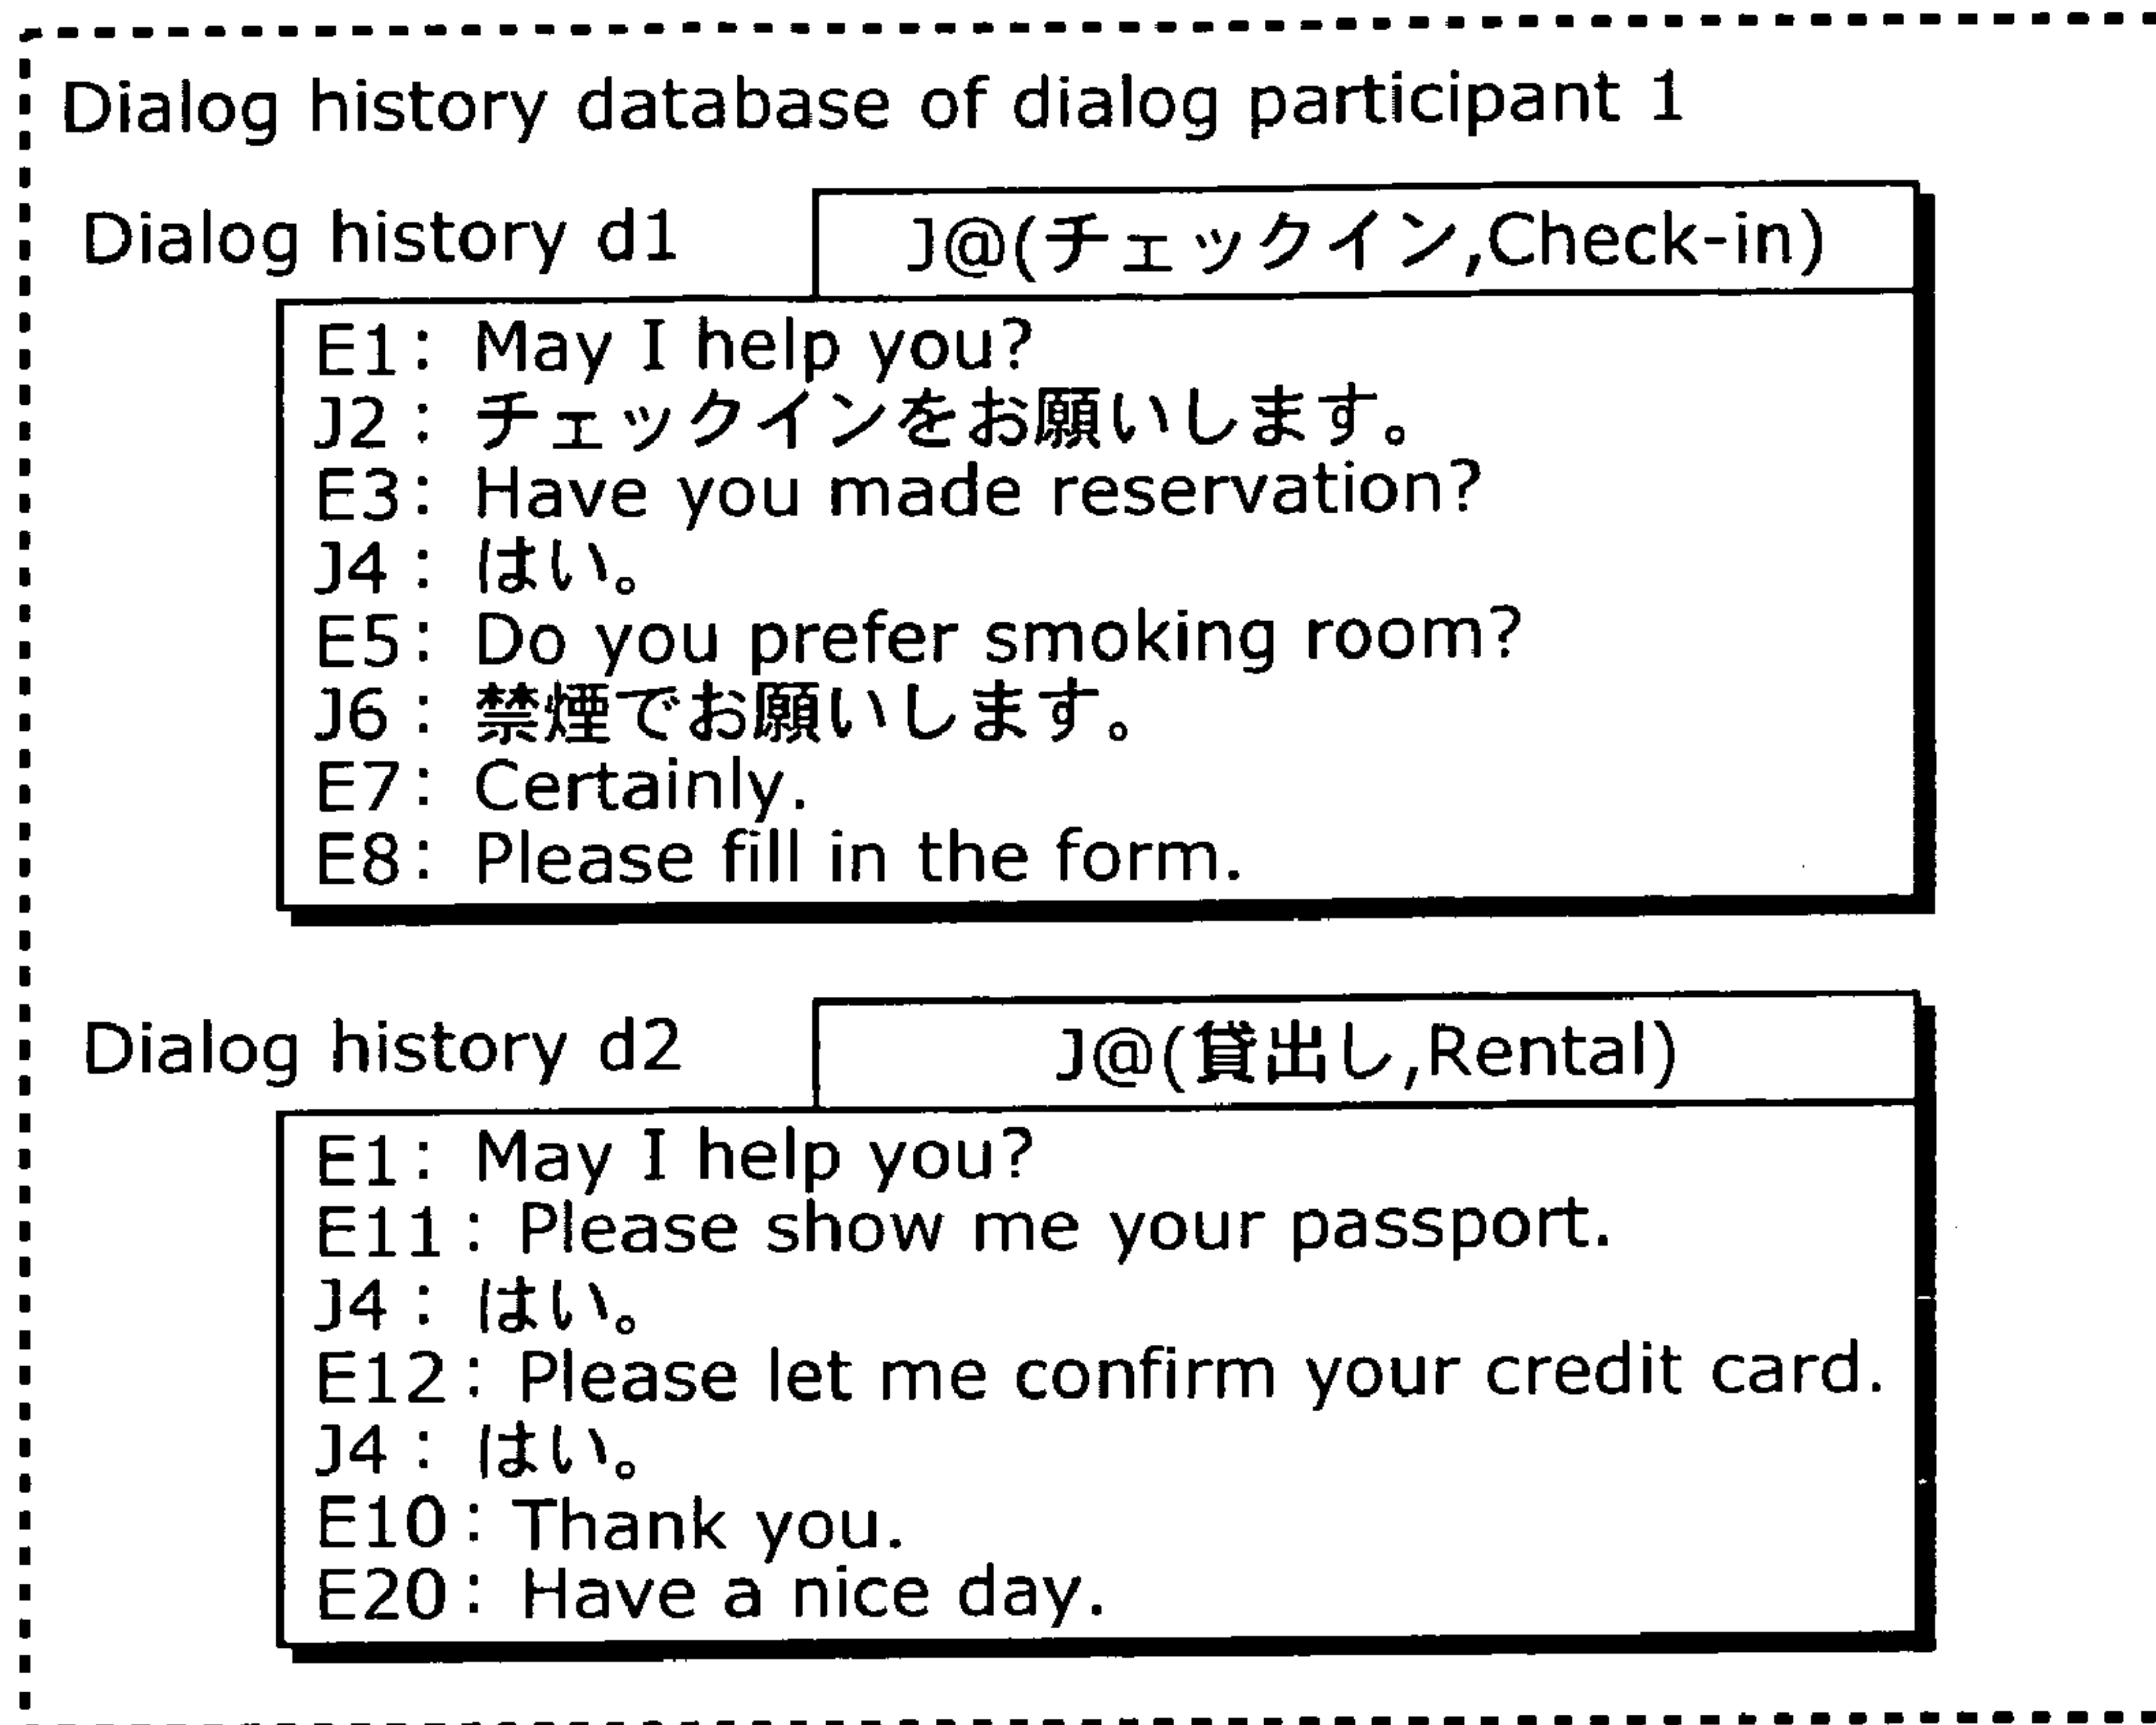 Dialog history database of dialog participant 1
Dialog history d1 J@(チェックイン,Check-in)
E1: May I help you?
J2: チェックインをお願いします。
E3: Have you made reservation?
J4: はい。
E5: Do you prefer smoking room?
J6: 禁煙でお願いします。
E7: Certainly.
E8: Please fill in the form.
Dialog history d2 J@(貸出し,Rental)
E1: May I help you?
E11: Please show me your passport.
J4: はい。
E12: Please let me confirm your credit card.
J4: はい。
E10: Thank you.
E20: Have a nice day.